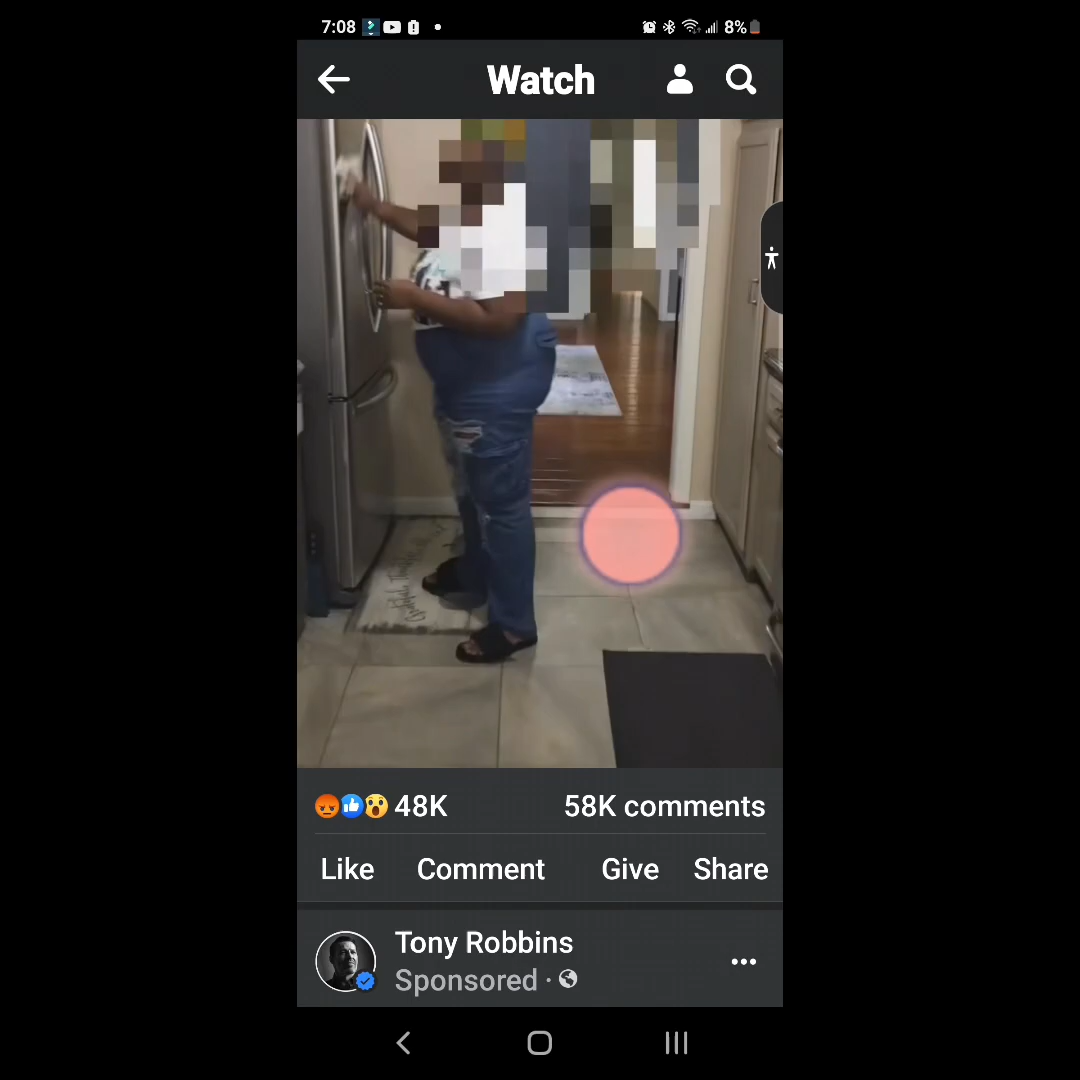 7:08 8%
Watch
48K 58K comments
Like Comment Give Share
Tony Robbins
Sponsored ·